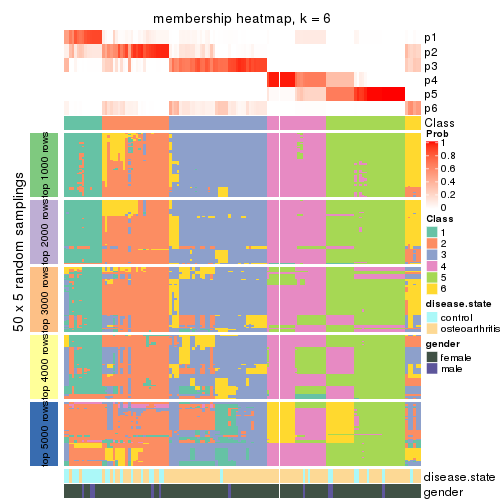 membership heatmap, k = 6
p1
p2
p3
p4
p5
p6
Class
50 x 5 random samplings
top 1000 rows
top 2000 rows
top 3000 rows
top 4000 rows
top 5000 rows
Prob
1
0.8
0.6
0.4
0.2
0
Class
1
2
3
4
5
6
disease.state
control
osteoarthritis
gender
female
male
disease.state
gender